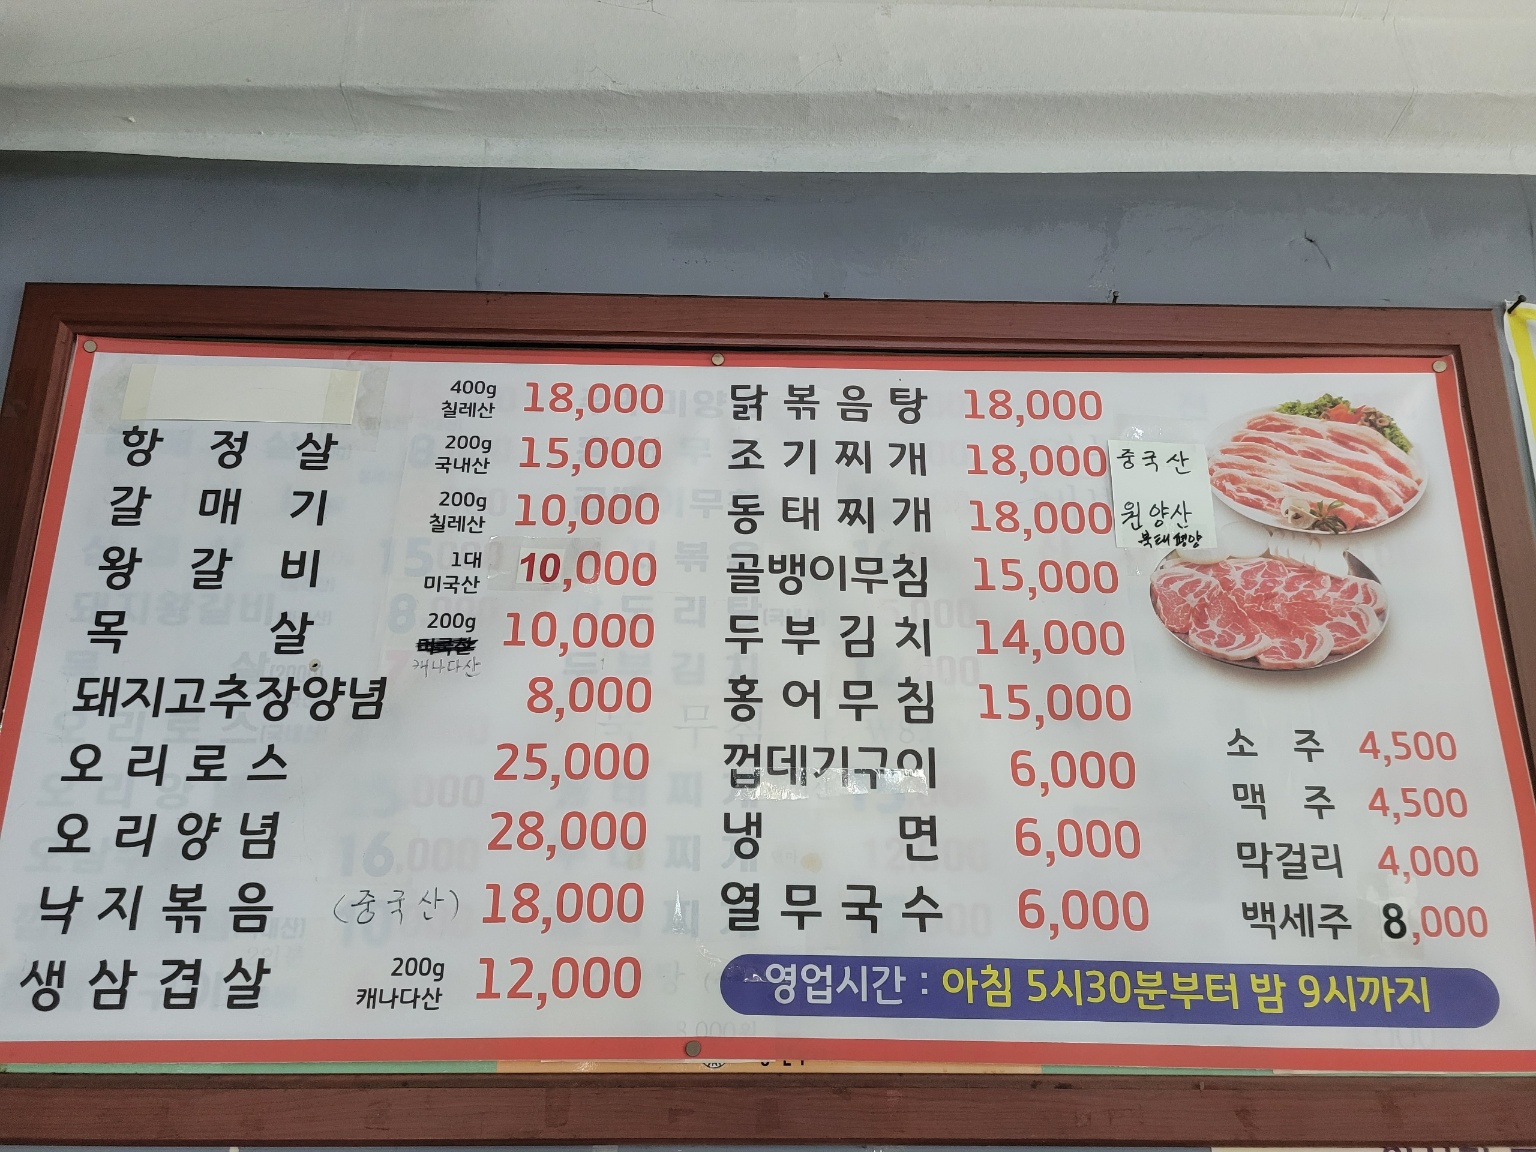 400g 칠레산 18,000
항정살 200g 국내산 15,000
갈매기 200g 칠레산 10,000
왕갈비 1대 미국산 10,000
목살 200g 캐나다산 10,000
돼지고추장양념 8,000
오리로스 25,000
오리양념 28,000
낙지볶음 (중국산) 18,000
생삼겹살 200g 캐나다산 12,000
닭볶음탕 18,000
조기찌개 18,000 중국산
동태찌개 18,000 원양산 북태평양
골뱅이무침 15,000
두부김치 14,000
홍어무침 15,000
껍데기구이 6,000
냉면 6,000
열무국수 6,000
소주 4,500
맥주 4,500
막걸리 4,000
백세주 8,000
영업시간 : 아침 5시30분부터 밤 9시까지